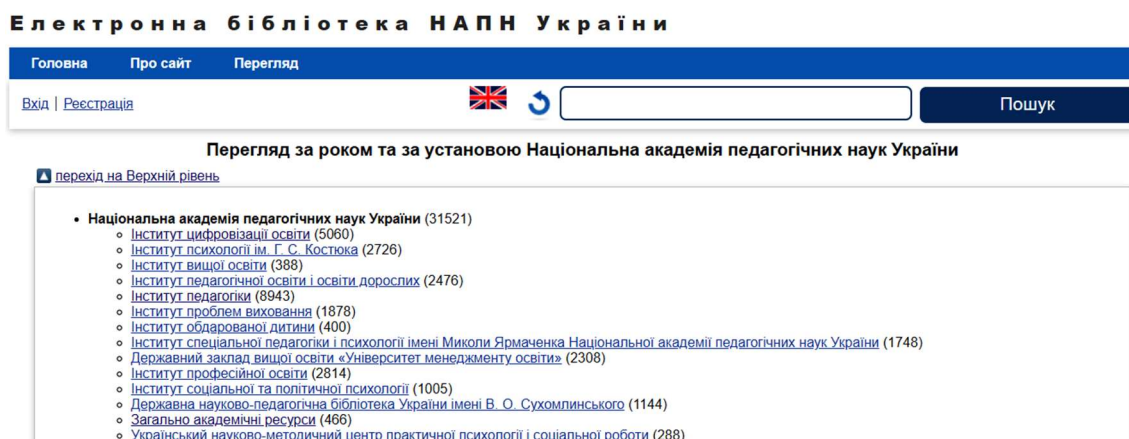 Електронна бібліотека НАПН України
Головна Про сайт Перегляд
Вхід | Реєстрація Пошук
Перегляд за роком та за установою Національна академія педагогічних наук України
перехід на Верхній рівень
• Національна академія педагогічних наук України (31521)
Інститут цифровізації освіти (5060)
Інститут психології ім. Г. С. Костюка (2726)
Інститут вищої освіти (388)
Інститут педагогічної освіти і освіти дорослих (2476)
Інститут педагогіки (8943)
Інститут проблем виховання (1878)
Інститут обдарованої дитини (400)
Інститут спеціальної педагогіки і психології імені Миколи Ярмаченка Національної академії педагогічних наук України (1748)
Державний заклад вищої освіти «Університет менеджменту освіти» (2308)
Інститут професійної освіти (2814)
Інститут соціальної та політичної психології (1005)
Державна науково-педагогічна бібліотека України імені В. О. Сухомлинського (1144)
Загально академічні ресурси (466)
Український науково-методичний центр практичної психології і соціальної роботи (288)